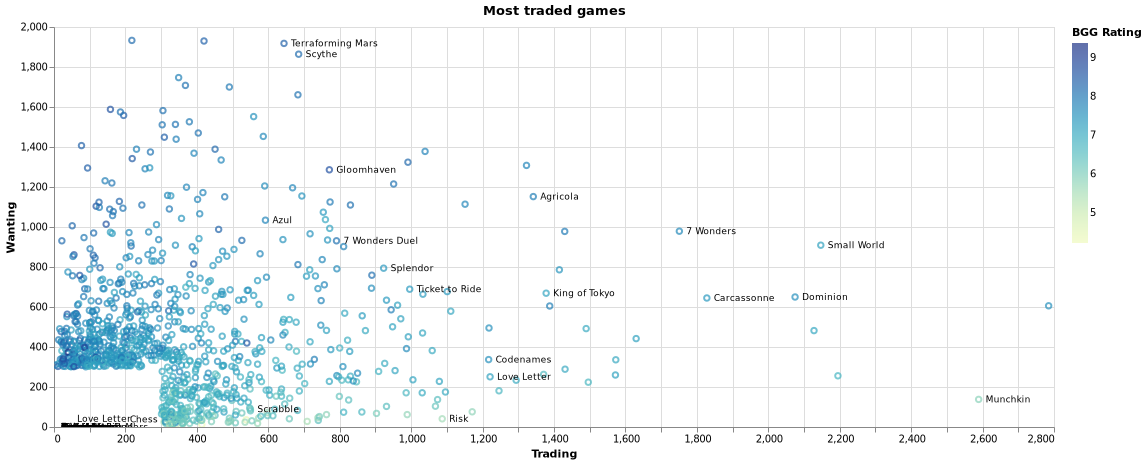 Most traded games
BGG Rating
2,000
1,800
1,600
1,400
1,200
1,000
800
600
400
200
0
Wanting
Terraforming Mars
Scythe
Gloomhaven
Agricola
Azul
7 Wonders
7 Wonders Duel
Small World
Splendor
Ticket to Ride
King of Tokyo
Carcassonne
Dominion
Codenames
Love Letter
Munchkin
Scrabble
Risk
Love Letter
Chess
9
8
7
6
5
0
200
400
600
800
1,000
1,200
1,400
1,600
1,800
2,000
2,200
2,400
2,600
2,800
Trading